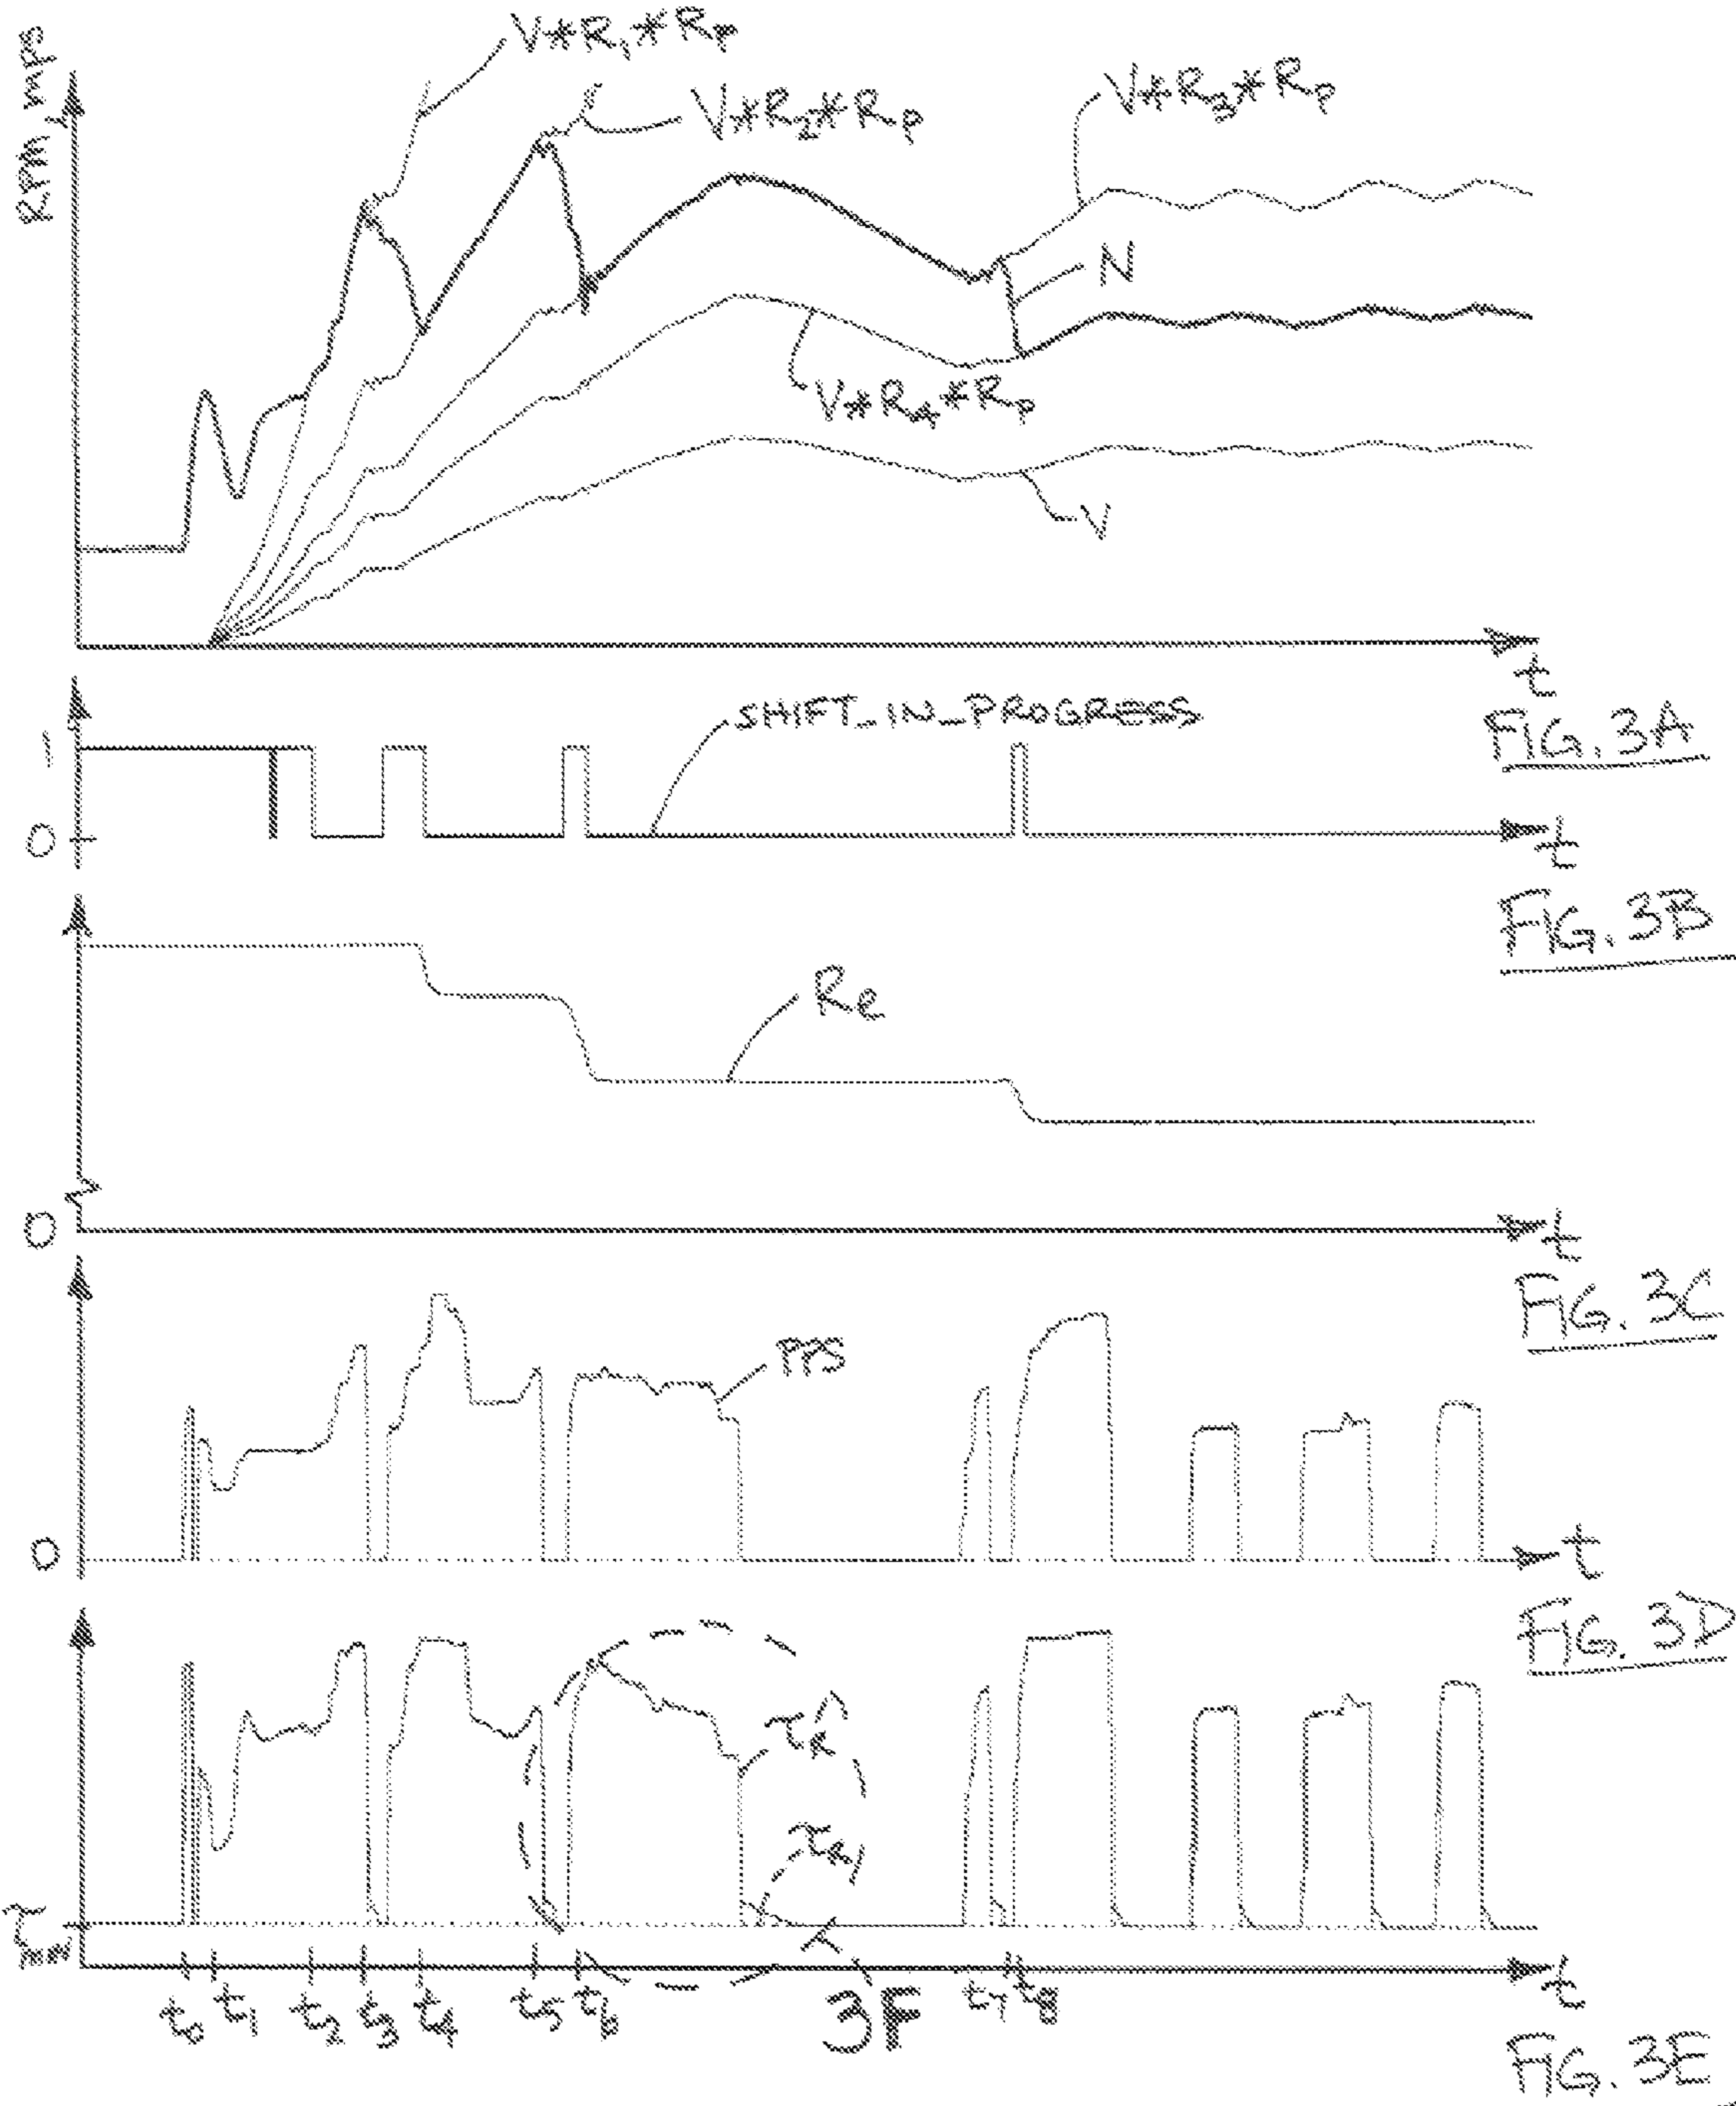 RPM, mps
V*R₁*Rₚ
V*R₂*Rₚ
V*R₃*Rₚ
N
V*R₄*Rₚ
V
t
FIG. 3A
1
0
SHIFT_IN_PROGRESS
t
FIG. 3B
Re
0
t
FIG. 3C
PPS
0
t
FIG. 3D
τR
τR1
τmin
t₀ t₁ t₂ t₃ t₄ t₅ t₆ 3F t₇ t₈
t
FIG. 3E